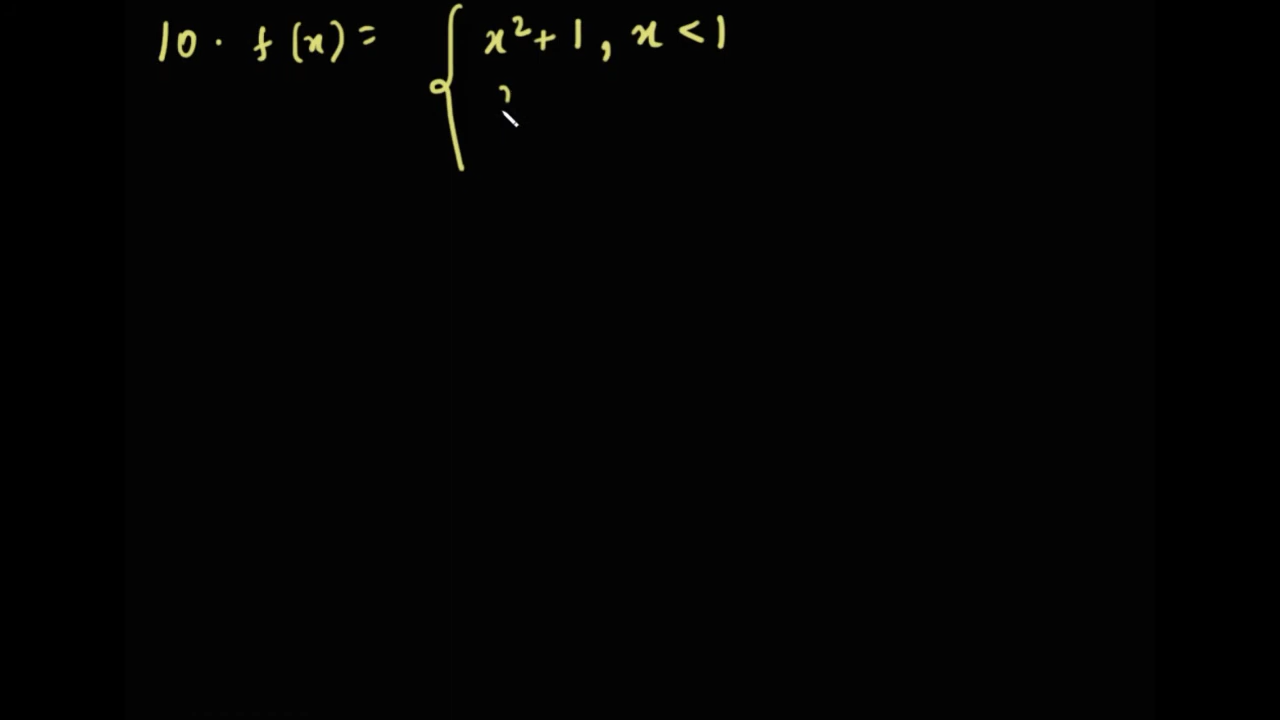 10. f(x) = { x²+1, x < 1